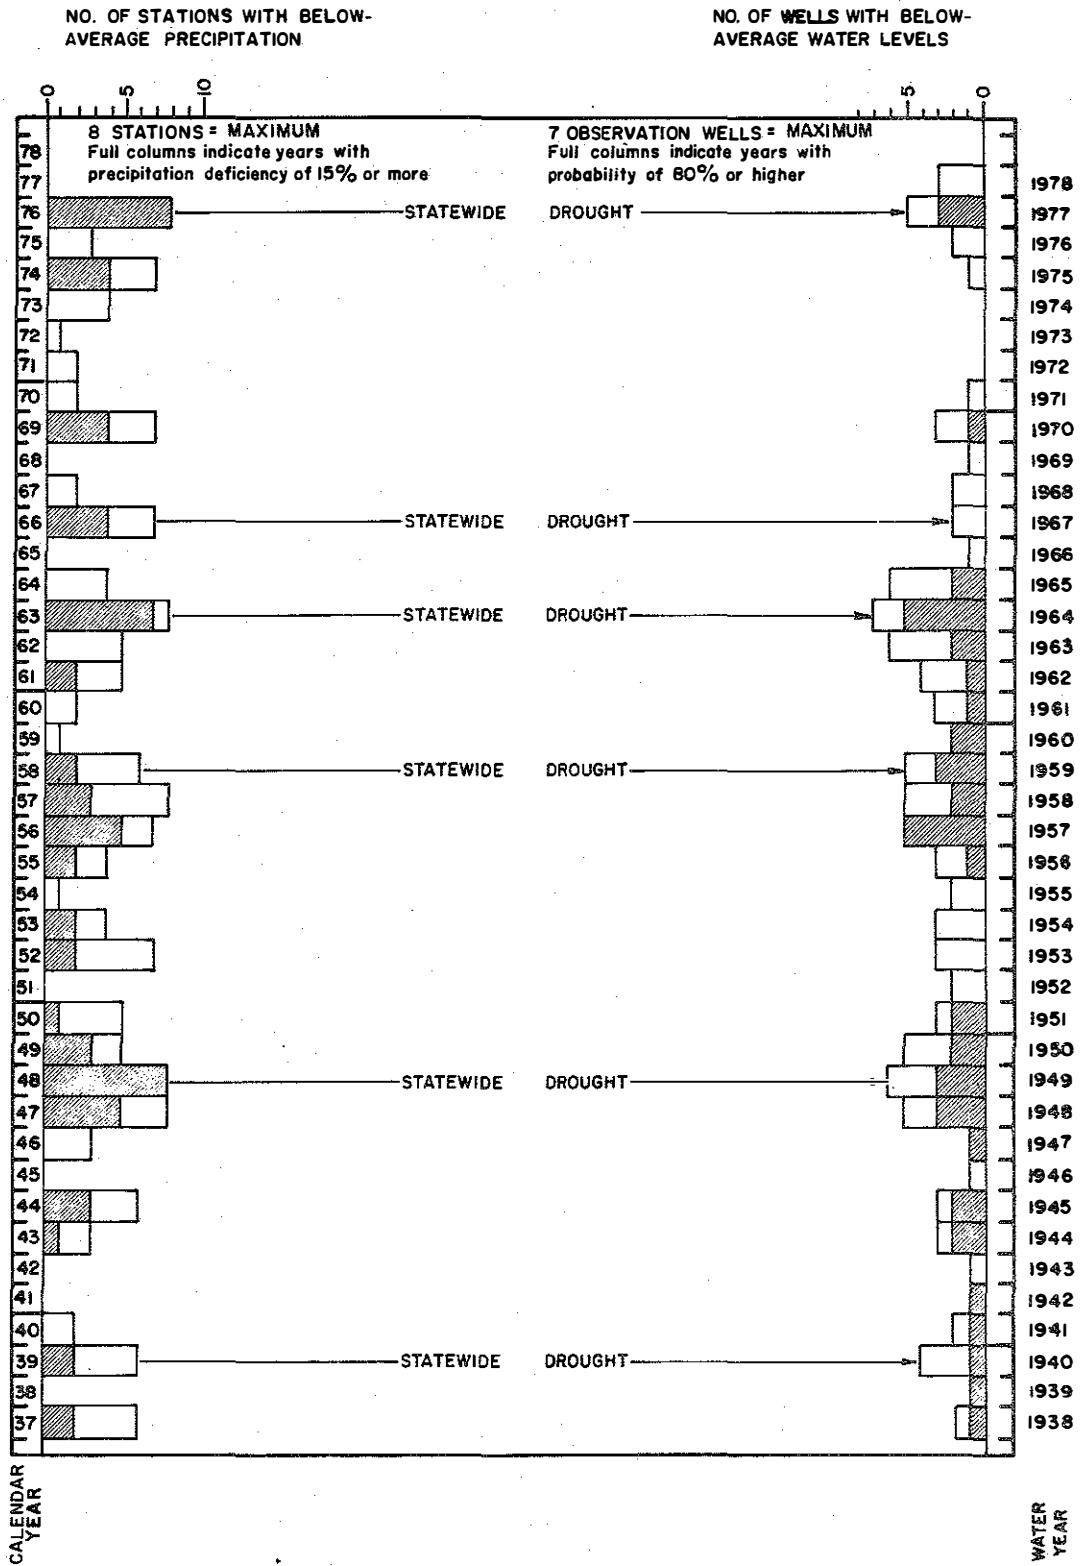 NO. OF STATIONS WITH BELOW-
AVERAGE PRECIPITATION
NO. OF WELLS WITH BELOW-
AVERAGE WATER LEVELS
0 5 10
5 0
8 STATIONS = MAXIMUM
Full columns indicate years with
precipitation deficiency of 15% or more
7 OBSERVATION WELLS = MAXIMUM
Full columns indicate years with
probability of 80% or higher
78
77 1978
76 STATEWIDE DROUGHT 1977
75 1976
74 1975
73 1974
72 1973
71 1972
70 1971
69 1970
68 1969
67 1968
66 STATEWIDE DROUGHT 1967
65 1966
64 1965
63 STATEWIDE DROUGHT 1964
62 1963
61 1962
60 1961
59 1960
58 STATEWIDE DROUGHT 1959
57 1958
56 1957
55 1956
54 1955
53 1954
52 1953
51 1952
50 1951
49 1950
48 STATEWIDE DROUGHT 1949
47 1948
46 1947
45 1946
44 1945
43 1944
42 1943
41 1942
40 1941
39 STATEWIDE DROUGHT 1940
38 1939
37 1938
CALENDAR
YEAR
WATER
YEAR